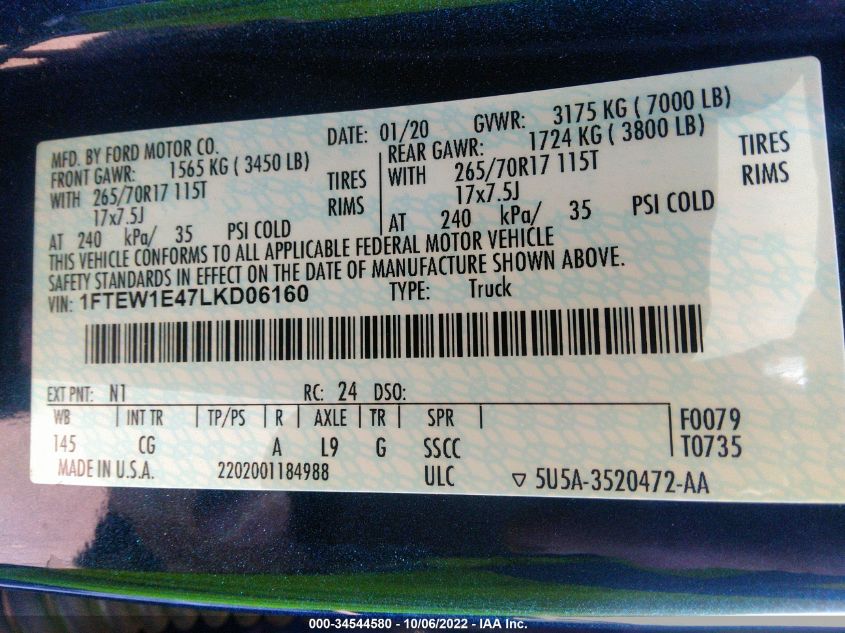 MFD. BY FORD MOTOR CO.
DATE: 01/20 GVWR: 3175 KG ( 7000 LB)
FRONT GAWR: 1565 KG ( 3450 LB)
WITH 265/70R17 115T TIRES
17x7.5J RIMS
AT 240 kPa/ 35 PSI COLD
REAR GAWR: 1724 KG ( 3800 LB)
WITH 265/70R17 115T TIRES
17x7.5J RIMS
AT 240 kPa/ 35 PSI COLD
THIS VEHICLE CONFORMS TO ALL APPLICABLE FEDERAL MOTOR VEHICLE
SAFETY STANDARDS IN EFFECT ON THE DATE OF MANUFACTURE SHOWN ABOVE.
VIN: 1FTEW1E47LKD06160 TYPE: Truck
EXT PNT: N1 RC: 24 DSO:
WB INT TR TP/PS R AXLE TR SPR F0079
145 CG A L9 G SSCC T0735
MADE IN U.S.A. 2202001184988 ULC ▽ 5U5A-3520472-AA
000-34544580 - 10/06/2022 - IAA Inc.